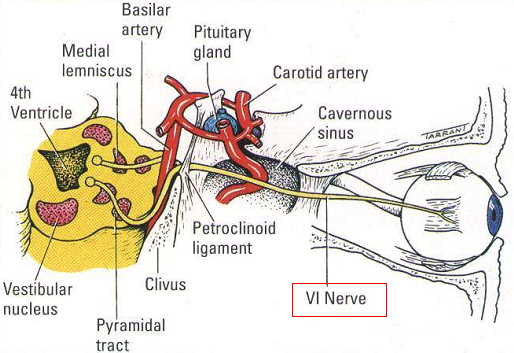 Basilar
artery
Pituitary
gland
Medial
lemniscus
Carotid artery
4th
Ventricle
Cavernous
sinus
TARRANT
Petroclinoid
ligament
Clivus
Vestibular
nucleus
VI Nerve
Pyramidal
tract